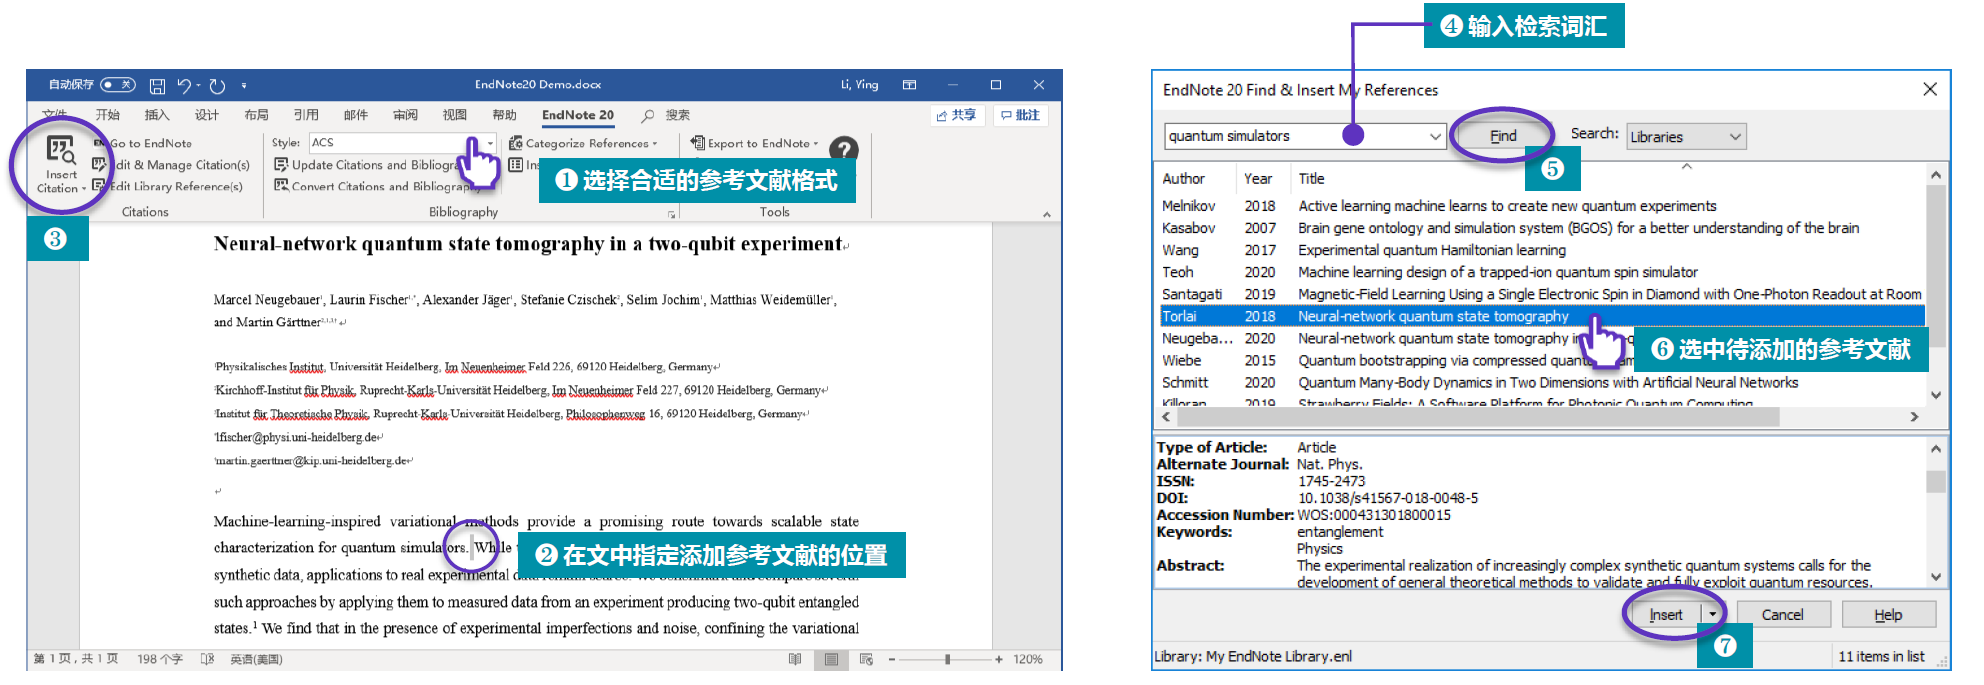 ❹ 输入检索词汇
自动保存 关 EndNote20 Demo.docx Li, Ying
文件 开始 插入 设计 布局 引用 邮件 审阅 视图 帮助 EndNote 20 搜索 共享 批注
Insert Citation
Go to EndNote
Edit & Manage Citation(s)
Edit Library Reference(s)
Citations
Style: ACS
Update Citations and Bibliography
Convert Citations and Bibliography
Bibliography
Categorize References
Export to EndNote
?
Tools
❶ 选择合适的参考文献格式
❸
Neural-network quantum state tomography in a two-qubit experiment
Marcel Neugebauer¹, Laurin Fischer¹,*, Alexander Jäger¹, Stefanie Czischek², Selim Jochim¹, Matthias Weidemüller¹,
and Martin Gärttner
Physikalisches Institut, Universität Heidelberg, Im Neuenheimer Feld 226, 69120 Heidelberg, Germany
Kirchhoff-Institut für Physik, Ruprecht-Karls-Universität Heidelberg, Im Neuenheimer Feld 227, 69120 Heidelberg, Germany
Institut für Theoretische Physik, Ruprecht-Karls-Universität Heidelberg, Philosophenweg 16, 69120 Heidelberg, Germany
lfischer@physi.uni-heidelberg.de
martin.gaerttner@kip.uni-heidelberg.de
Machine-learning-inspired variational methods provide a promising route towards scalable state
characterization for quantum simulators. While
❷ 在文中指定添加参考文献的位置
synthetic data, applications to real experimental
such approaches by applying them to measured data from an experiment producing two-qubit entangled
states.¹ We find that in the presence of experimental imperfections and noise, confining the variational
第 1 页, 共 1 页 198 个字 英语(美国) 120%
EndNote 20 Find & Insert My References
quantum simulators Find Search: Libraries
❺
Author Year Title
Melnikov 2018 Active learning machine learns to create new quantum experiments
Kasabov 2007 Brain gene ontology and simulation system (BGOS) for a better understanding of the brain
Wang 2017 Experimental quantum Hamiltonian learning
Teoh 2020 Machine learning design of a trapped-ion quantum spin simulator
Santagati 2019 Magnetic-Field Learning Using a Single Electronic Spin in Diamond with One-Photon Readout at Room
Torlai 2018 Neural-network quantum state tomography
Neugeba... 2020 Neural-network quantum state tomography in
❻ 选中待添加的参考文献
Wiebe 2015 Quantum bootstrapping via compressed
Schmitt 2020 Quantum Many-Body Dynamics in Two Dimensions with Artificial Neural Networks
Killoran 2019 Strawberry Fields: A Software Platform for Photonic Quantum Computing
Type of Article: Article
Alternate Journal: Nat. Phys.
ISSN: 1745-2473
DOI: 10.1038/s41567-018-0048-5
Accession Number: WOS:000431301800015
Keywords: entanglement
Physics
Abstract: The experimental realization of increasingly complex synthetic quantum systems calls for the
development of general theoretical methods to validate and fully exploit quantum resources.
Insert Cancel Help
❼
Library: My EndNote Library.enl 11 items in list